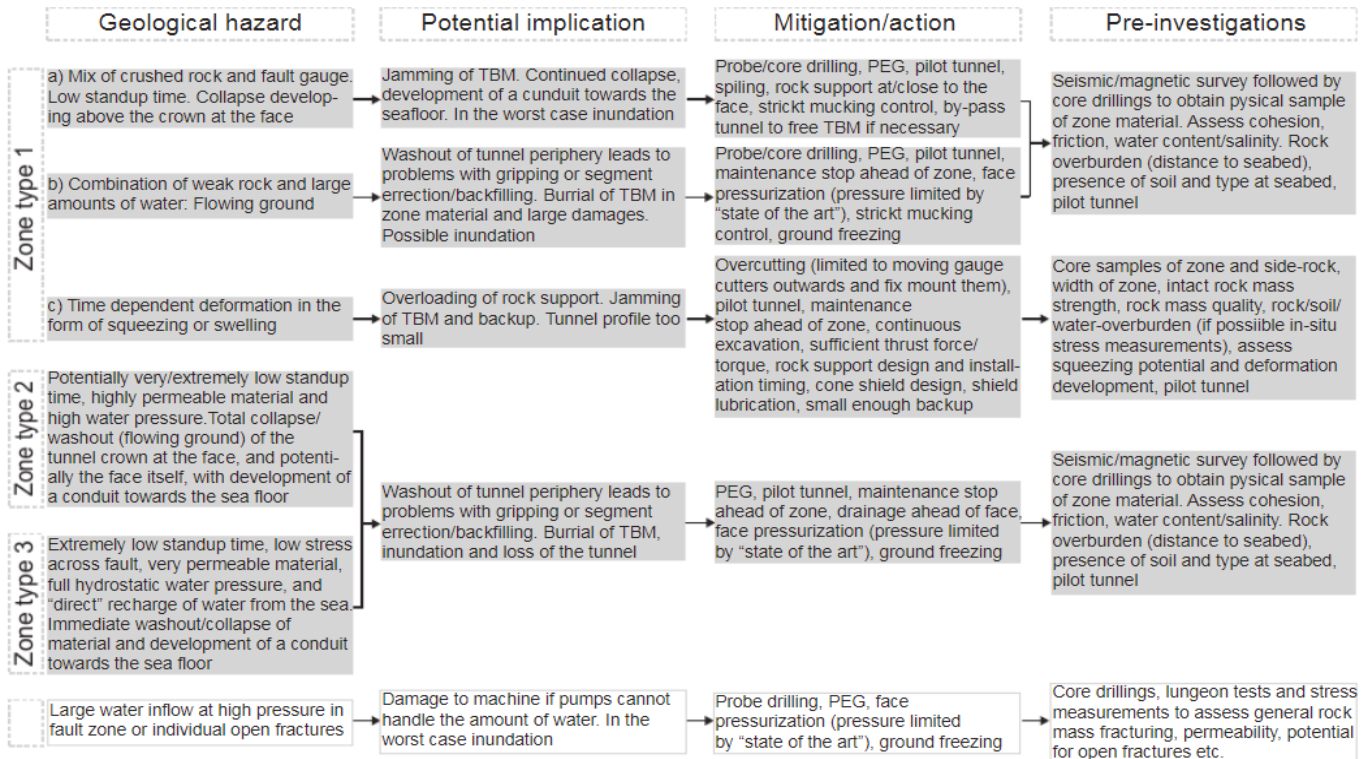 Geological hazard
Potential implication
Mitigation/action
Pre-investigations
Zone type 1
a) Mix of crushed rock and fault gauge.
Low standup time. Collapse develop-
ing above the crown at the face
Jamming of TBM. Continued collapse,
development of a cunduit towards the
seafloor. In the worst case inundation
Probe/core drilling, PEG, pilot tunnel,
spiling, rock support at/close to the
face, strickt mucking control, by-pass
tunnel to free TBM if necessary
Seismic/magnetic survey followed by
core drillings to obtain pysical sample
of zone material. Assess cohesion,
friction, water content/salinity. Rock
overburden (distance to seabed),
presence of soil and type at seabed,
pilot tunnel
b) Combination of weak rock and large
amounts of water: Flowing ground
Washout of tunnel periphery leads to
problems with gripping or segment
errection/backfilling. Burrial of TBM in
zone material and large damages.
Possible inundation
Probe/core drilling, PEG, pilot tunnel,
maintenance stop ahead of zone, face
pressurization (pressure limited by
“state of the art”), strickt mucking
control, ground freezing
c) Time dependent deformation in the
form of squeezing or swelling
Overloading of rock support. Jamming
of TBM and backup. Tunnel profile too
small
Overcutting (limited to moving gauge
cutters outwards and fix mount them),
pilot tunnel, maintenance
stop ahead of zone, continuous
excavation, sufficient thrust force/
torque, rock support design and install-
ation timing, cone shield design, shield
lubrication, small enough backup
Core samples of zone and side-rock,
width of zone, intact rock mass
strength, rock mass quality, rock/soil/
water-overburden (if possiible in-situ
stress measurements), assess
squeezing potential and deformation
development, pilot tunnel
Zone type 2
Potentially very/extremely low standup
time, highly permeable material and
high water pressure.Total collapse/
washout (flowing ground) of the
tunnel crown at the face, and potenti-
ally the face itself, with development of
a conduit towards the sea floor
Zone type 3
Extremely low standup time, low stress
across fault, very permeable material,
full hydrostatic water pressure, and
“direct” recharge of water from the sea.
Immediate washout/collapse of
material and development of a conduit
towards the sea floor
Washout of tunnel periphery leads to
problems with gripping or segment
errection/backfilling. Burrial of TBM,
inundation and loss of the tunnel
PEG, pilot tunnel, maintenance stop
ahead of zone, drainage ahead of face,
face pressurization (pressure limited
by “state of the art”), ground freezing
Seismic/magnetic survey followed by
core drillings to obtain pysical sample
of zone material. Assess cohesion,
friction, water content/salinity. Rock
overburden (distance to seabed),
presence of soil and type at seabed,
pilot tunnel
Large water inflow at high pressure in
fault zone or individual open fractures
Damage to machine if pumps cannot
handle the amount of water. In the
worst case inundation
Probe drilling, PEG, face
pressurization (pressure limited
by “state of the art”), ground freezing
Core drillings, lungeon tests and stress
measurements to assess general rock
mass fracturing, permeability, potential
for open fractures etc.